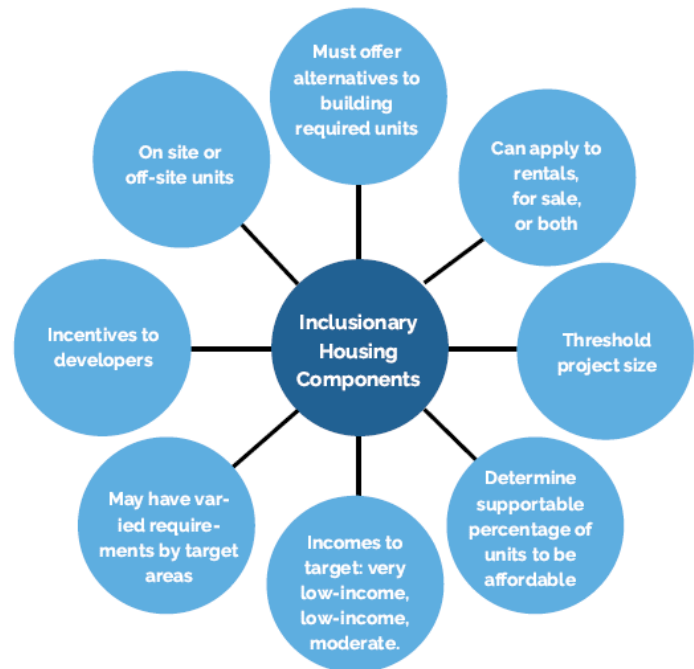 Must offer
alternatives to
building
required units
On site or
off-site units
Can apply to
rentals,
for sale,
or both
Inclusionary
Housing
Components
Incentives to
developers
Threshold
project size
May have var-
ied require-
ments by target
areas
Incomes to
target: very
low-income,
low-income,
moderate.
Determine
supportable
percentage of
units to be
affordable